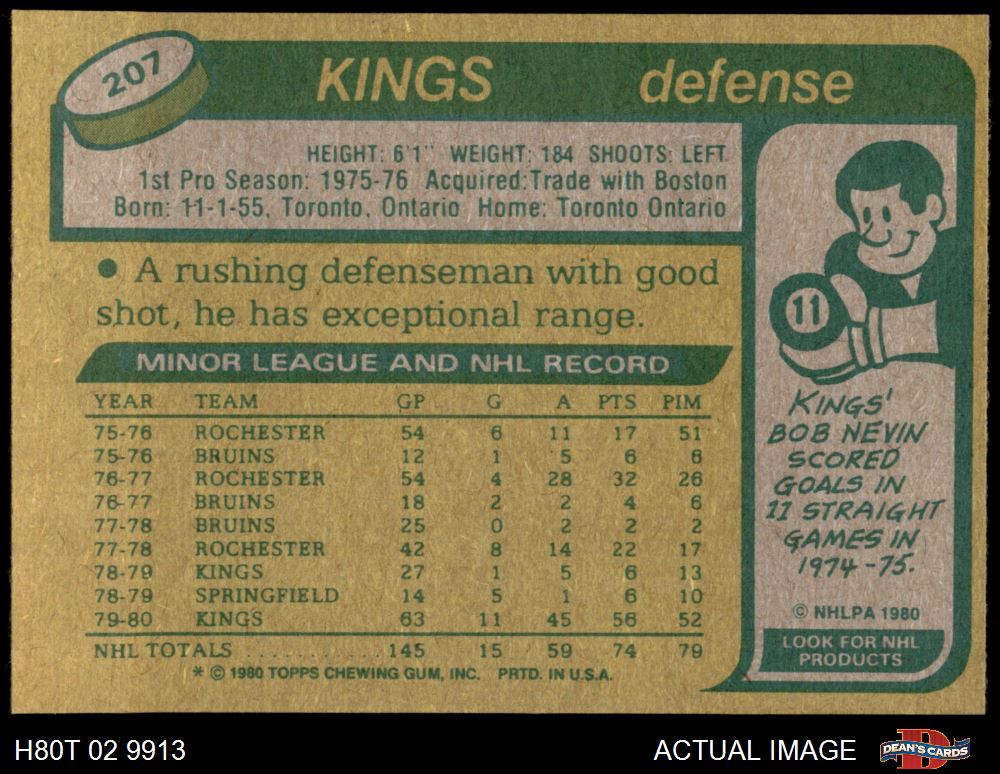 207
KINGS defense
HEIGHT: 6'1" WEIGHT: 184 SHOOTS: LEFT
1st Pro Season: 1975-76 Acquired:Trade with Boston
Born: 11-1-55, Toronto, Ontario Home: Toronto Ontario
• A rushing defenseman with good
shot, he has exceptional range.
MINOR LEAGUE AND NHL RECORD
YEAR TEAM GP G A PTS PIM
75-76 ROCHESTER 54 6 11 17 51
75-76 BRUINS 12 1 5 6 6
76-77 ROCHESTER 54 4 28 32 26
76-77 BRUINS 18 2 2 4 6
77-78 BRUINS 25 0 2 2 2
77-78 ROCHESTER 42 8 14 22 17
78-79 KINGS 27 1 5 6 13
78-79 SPRINGFIELD 14 5 1 6 10
79-80 KINGS 63 11 45 56 52
NHL TOTALS ............ 145 15 59 74 79
* © 1980 TOPPS CHEWING GUM, INC. PRTD. IN U.S.A.
11
KINGS'
BOB NEVIN
SCORED
GOALS IN
11 STRAIGHT
GAMES IN
1974-75.
© NHLPA 1980
LOOK FOR NHL
PRODUCTS
H80T 02 9913 ACTUAL IMAGE
D
DEAN'S CARDS